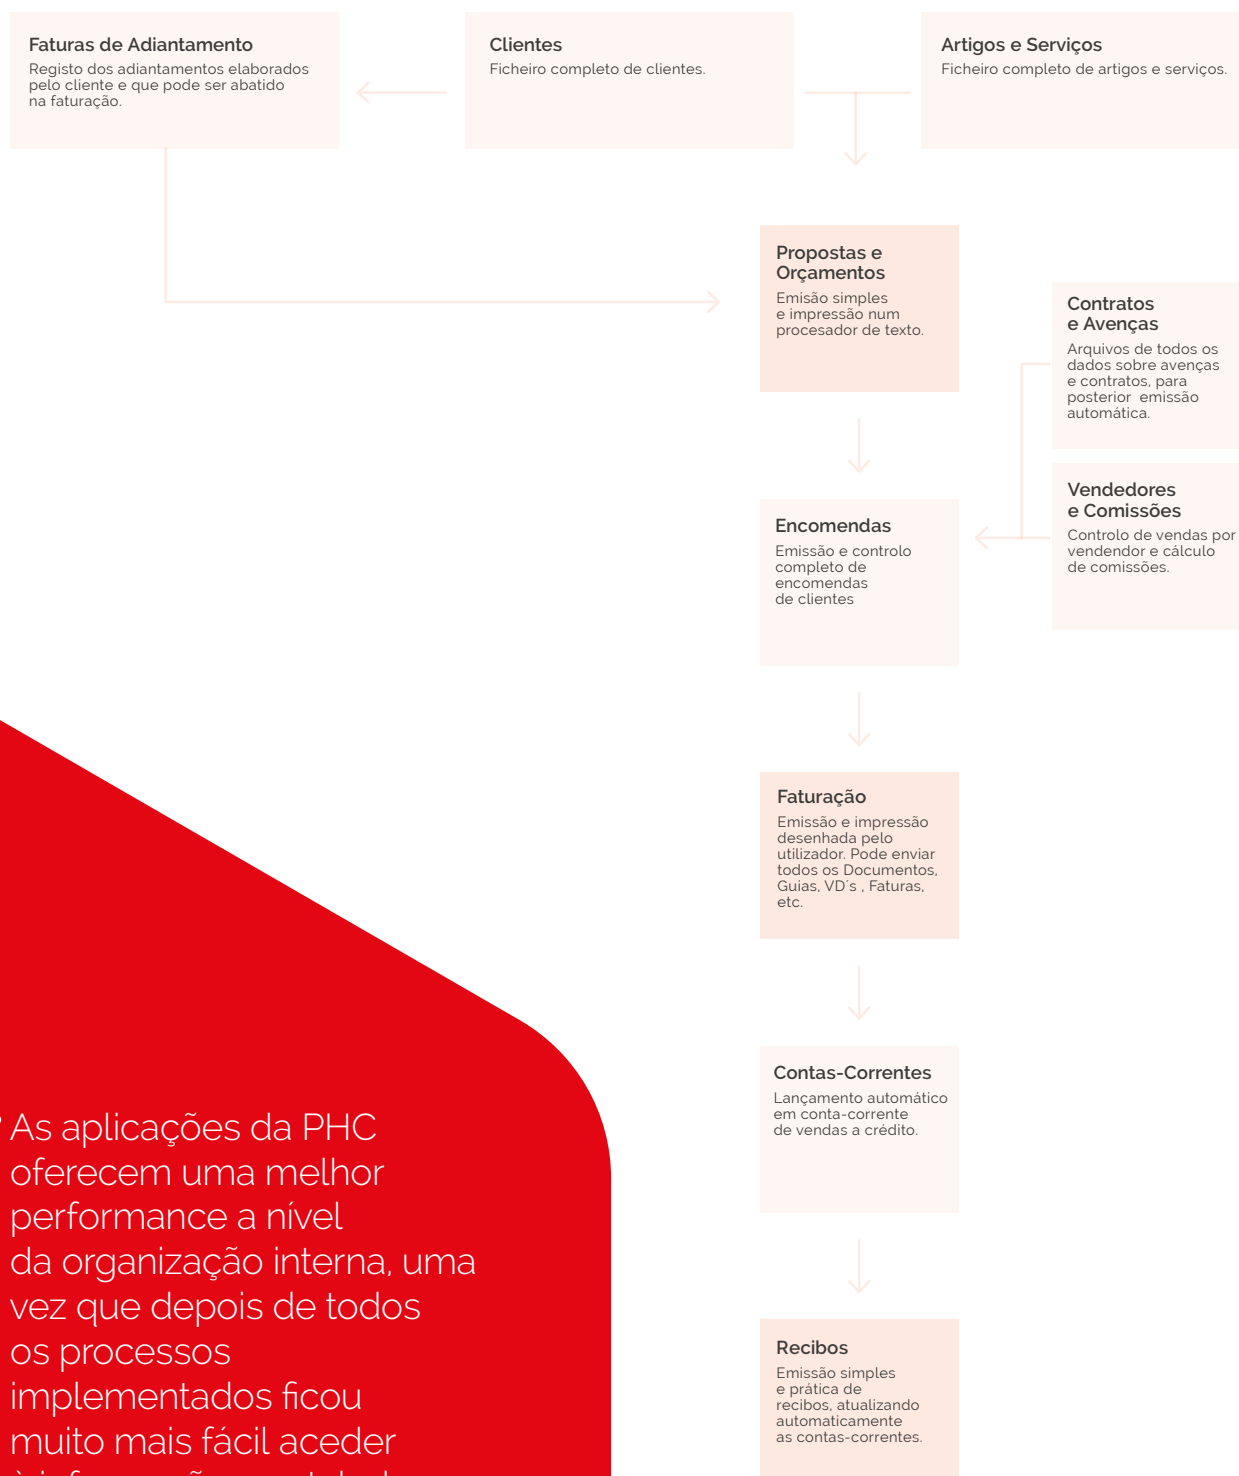 Faturas de Adiantamento
Registo dos adiantamentos elaborados
pelo cliente e que pode ser abatido
na faturação.
Clientes
Ficheiro completo de clientes.
Artigos e Serviços
Ficheiro completo de artigos e serviços.
Propostas e
Orçamentos
Emisão simples
e impressão num
procesador de texto.
Contratos
e Avenças
Arquivos de todos os
dados sobre avenças
e contratos, para
posterior emissão
automática.
Vendedores
e Comissões
Controlo de vendas por
vendendor e cálculo
de comissões.
Encomendas
Emissão e controlo
completo de
encomendas
de clientes
Faturação
Emissão e impressão
desenhada pelo
utilizador. Pode enviar
todos os Documentos,
Guias, VD´s , Faturas,
etc.
Contas-Correntes
Lançamento automático
em conta-corrente
de vendas a crédito.
Recibos
Emissão simples
e prática de
recibos, atualizando
automaticamente
as contas-correntes.
As aplicações da PHC
oferecem uma melhor
performance a nível
da organização interna, uma
vez que depois de todos
os processos
implementados ficou
muito mais fácil aceder